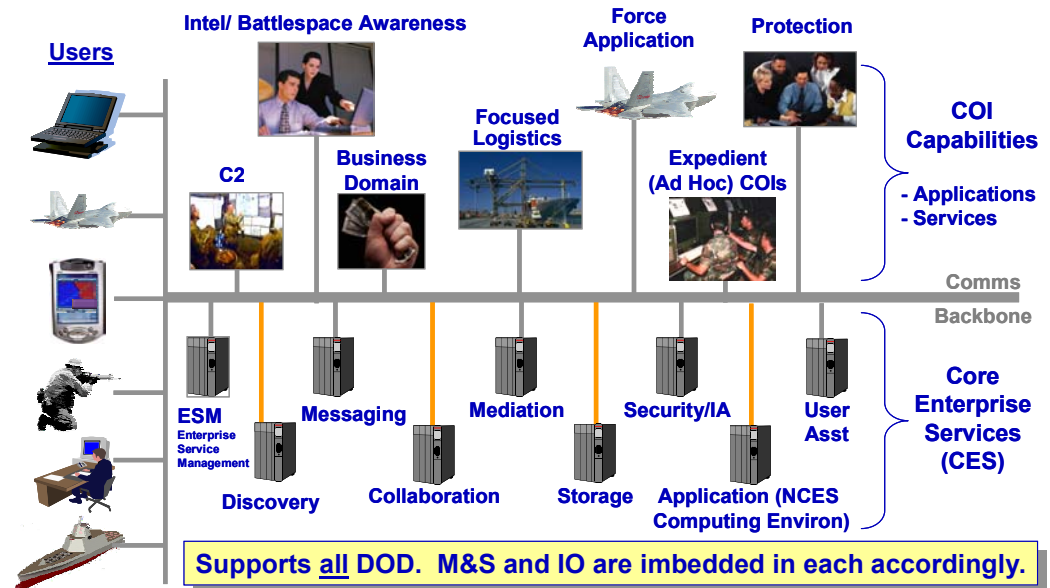 Users
Intel/ Battlespace Awareness
Force
Application
Protection
C2
Business
Domain
Focused
Logistics
Expedient
(Ad Hoc) COIs
COI
Capabilities
- Applications
- Services
Comms
Backbone
ESM
Enterprise
Service
Management
Discovery
Messaging
Collaboration
Mediation
Storage
Security/IA
Application (NCES
Computing Environ)
User
Asst
Core
Enterprise
Services
(CES)
Supports all DOD. M&S and IO are imbedded in each accordingly.